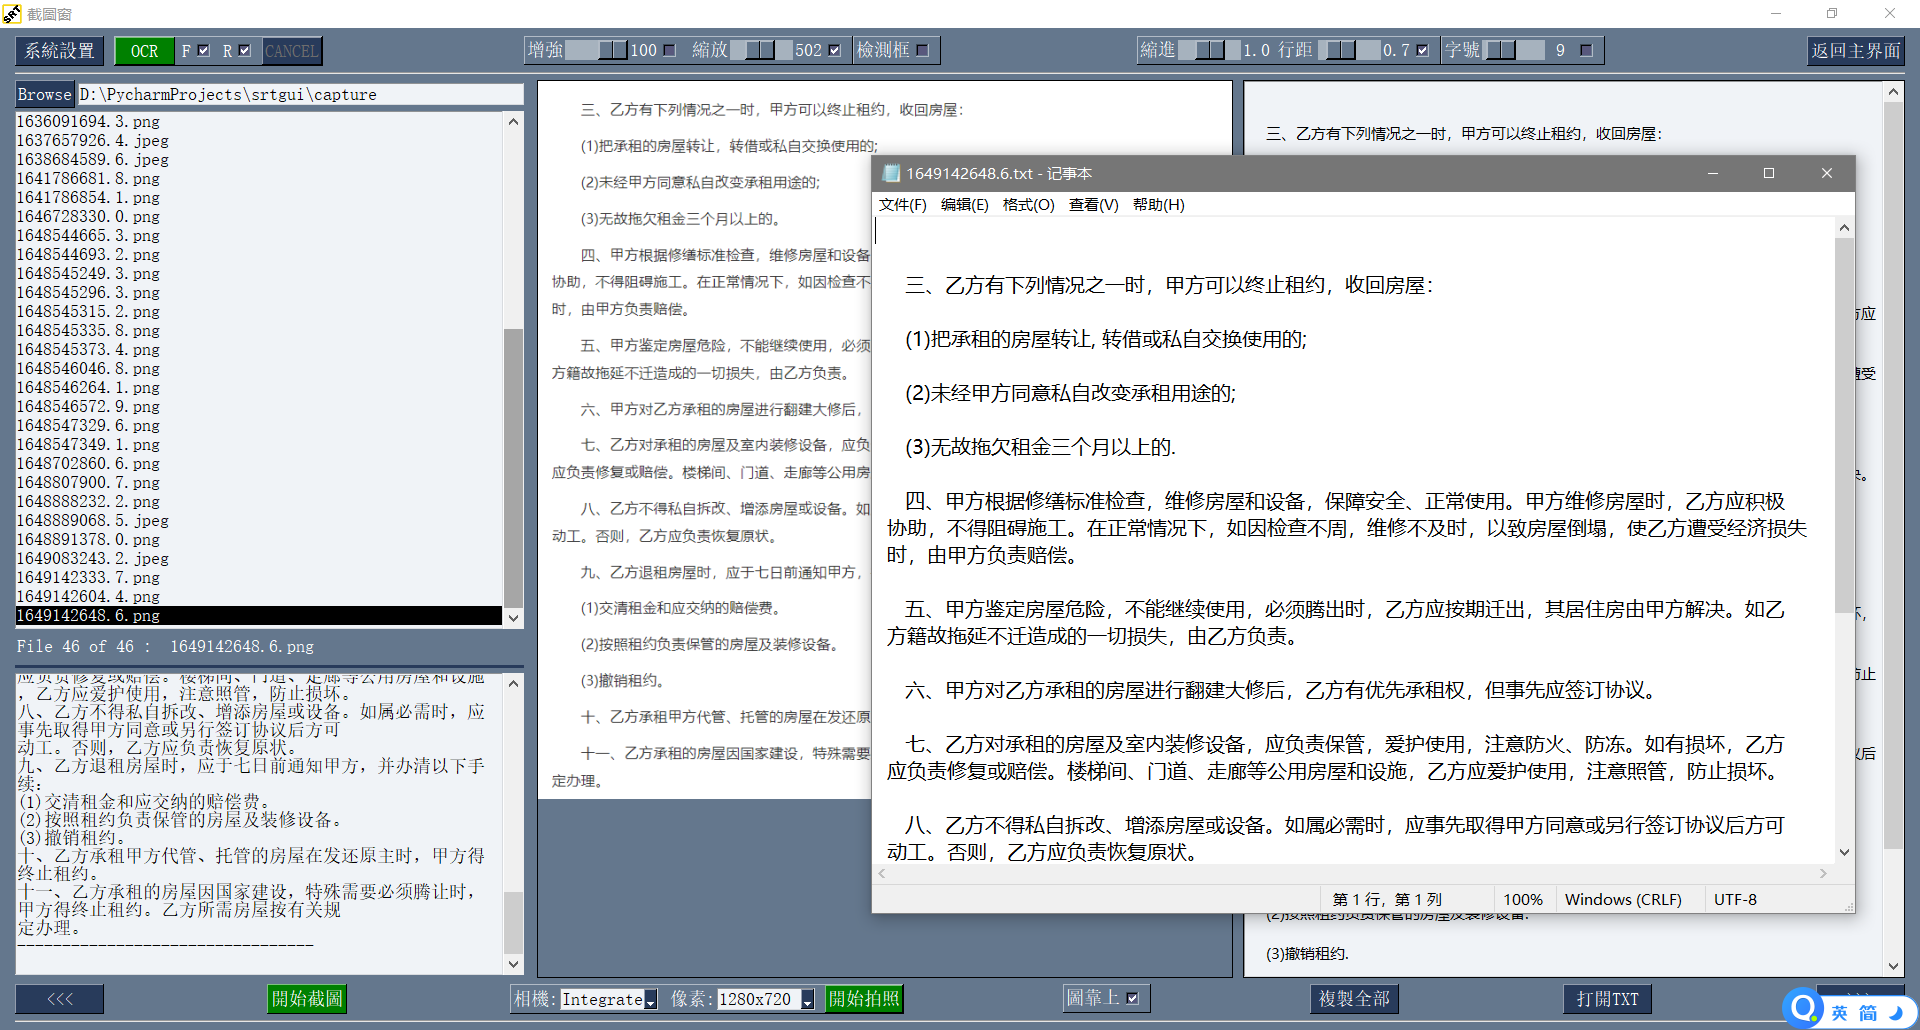 截圖窗
系統設置
OCR
F
R
CANCEL
增強
100
縮放
502
檢測框
縮進
1.0
行距
0.7
字號
9
返回主界面
Browse
D:\PycharmProjects\srtgui\capture
1636091694.3.png
1637657926.4.jpeg
1638684589.6.jpeg
1641786681.8.png
1641786854.1.png
1646728330.0.png
1648544665.3.png
1648544693.2.png
1648545249.3.png
1648545296.3.png
1648545315.2.png
1648545335.8.png
1648545373.4.png
1648546046.8.png
1648546264.1.png
1648546572.9.png
1648547329.6.png
1648547349.1.png
1648702860.6.png
1648807900.7.png
1648888232.2.png
1648889068.5.jpeg
1648891378.0.png
1649083243.2.jpeg
1649142333.7.png
1649142604.4.png
1649142648.6.png
File 46 of 46 : 1649142648.6.png
应负责修复或赔偿。楼梯间、门道、走廊等公用房屋和设施
，乙方应爱护使用，注意照管，防止损坏。
八、乙方不得私自拆改、增添房屋或设备。如属必需时，应
事先取得甲方同意或另行签订协议后方可
动工。否则，乙方应负责恢复原状。
九、乙方退租房屋时，应于七日前通知甲方，并办清以下手
续：
(1)交清租金和应交纳的赔偿费。
(2)按照租约负责保管的房屋及装修设备。
(3)撤销租约。
十、乙方承租甲方代管、托管的房屋在发还原主时，甲方得
终止租约。
十一、乙方承租的房屋因国家建设，特殊需要必须腾让时，
甲方得终止租约。乙方所需房屋按有关规
定办理。
---------------------------------
三、乙方有下列情况之一时，甲方可以终止租约，收回房屋：
(1)把承租的房屋转让，转借或私自交换使用的;
(2)未经甲方同意私自改变承租用途的;
(3)无故拖欠租金三个月以上的。
四、甲方根据修缮标准检查，维修房屋和设备
协助，不得阻碍施工。在正常情况下，如因检查不
时，由甲方负责赔偿。
五、甲方鉴定房屋危险，不能继续使用，必须
方籍故拖延不迁造成的一切损失，由乙方负责。
六、甲方对乙方承租的房屋进行翻建大修后，
七、乙方对承租的房屋及室内装修设备，应负
应负责修复或赔偿。楼梯间、门道、走廊等公用房
八、乙方不得私自拆改、增添房屋或设备。如
动工。否则，乙方应负责恢复原状。
九、乙方退租房屋时，应于七日前通知甲方，
(1)交清租金和应交纳的赔偿费。
(2)按照租约负责保管的房屋及装修设备。
(3)撤销租约。
十、乙方承租甲方代管、托管的房屋在发还原
十一、乙方承租的房屋因国家建设，特殊需要
定办理。
三、乙方有下列情况之一时，甲方可以终止租约，收回房屋：
1649142648.6.txt - 记事本
文件(F) 编辑(E) 格式(O) 查看(V) 帮助(H)
三、乙方有下列情况之一时，甲方可以终止租约，收回房屋：
(1)把承租的房屋转让, 转借或私自交换使用的;
(2)未经甲方同意私自改变承租用途的;
(3)无故拖欠租金三个月以上的.
四、甲方根据修缮标准检查，维修房屋和设备，保障安全、正常使用。甲方维修房屋时，乙方应积极
协助，不得阻碍施工。在正常情况下，如因检查不周，维修不及时，以致房屋倒塌，使乙方遭受经济损失
时，由甲方负责赔偿。
五、甲方鉴定房屋危险，不能继续使用，必须腾出时，乙方应按期迁出，其居住房由甲方解决。如乙
方籍故拖延不迁造成的一切损失，由乙方负责。
六、甲方对乙方承租的房屋进行翻建大修后，乙方有优先承租权，但事先应签订协议。
七、乙方对承租的房屋及室内装修设备，应负责保管，爱护使用，注意防火、防冻。如有损坏，乙方
应负责修复或赔偿。楼梯间、门道、走廊等公用房屋和设施，乙方应爱护使用，注意照管，防止损坏。
八、乙方不得私自拆改、增添房屋或设备。如属必需时，应事先取得甲方同意或另行签订协议后方可
动工。否则，乙方应负责恢复原状。
第 1 行，第 1 列
100%
Windows (CRLF)
UTF-8
方应
遭受
坏，
防止
议后
(2)按照租约负责保管的房屋及装修设备.
(3)撤销租约.
<<<
開始截圖
相機:
Integrate
像素:
1280x720
開始拍照
圖靠上
複製全部
打開TXT
英 简